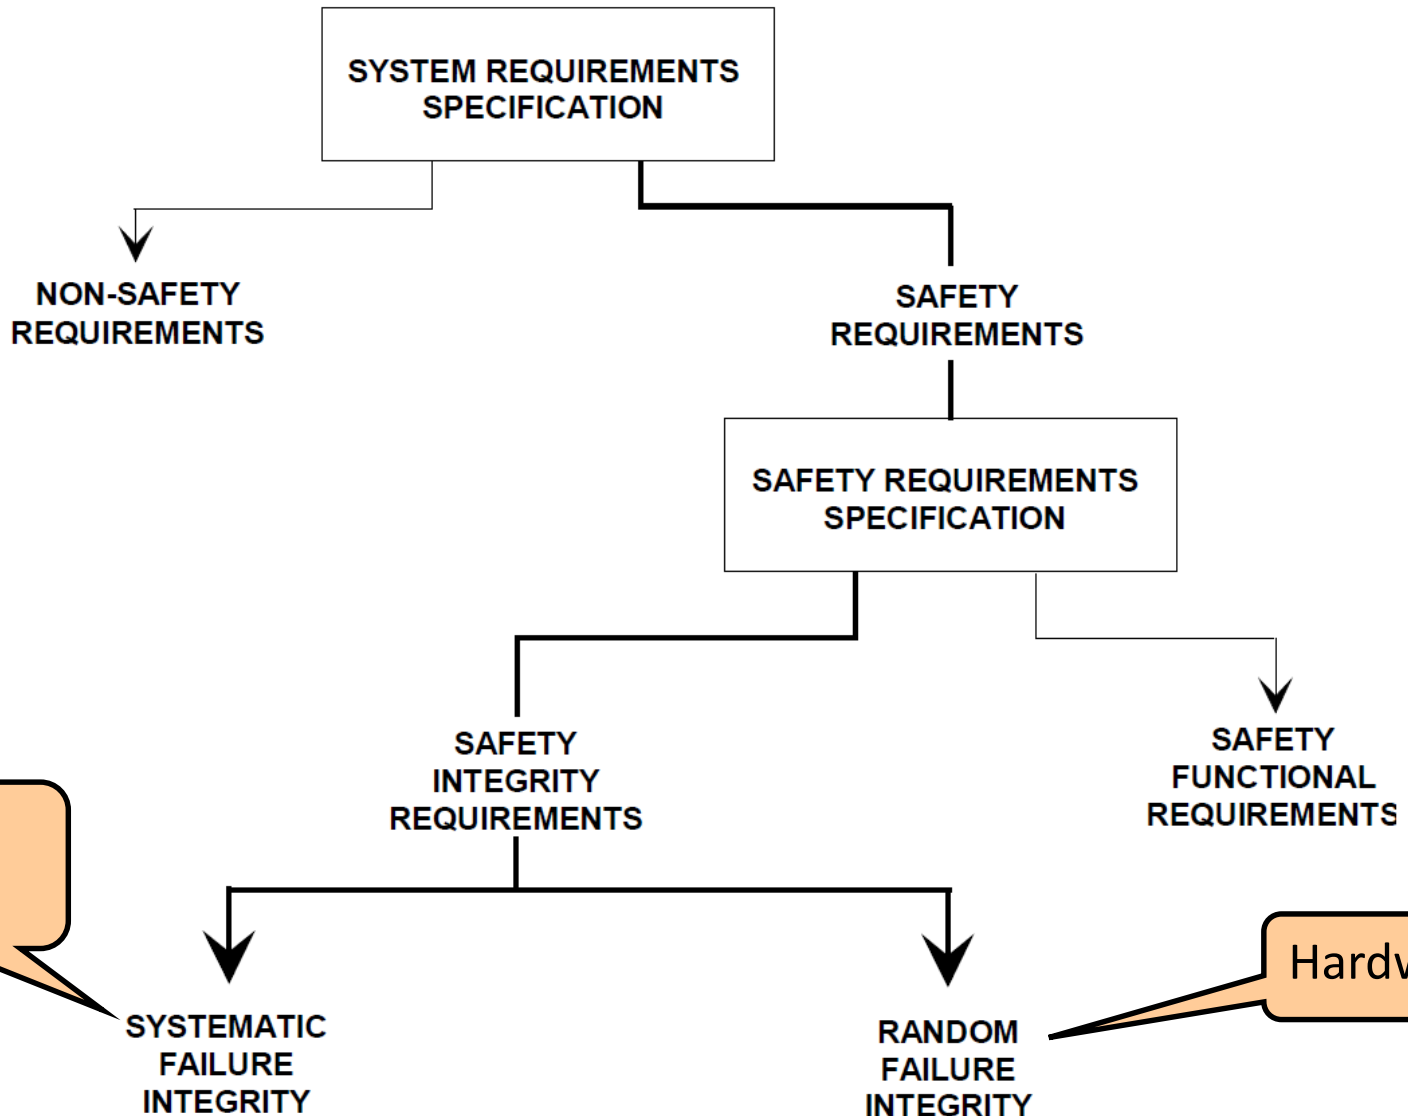 SYSTEM REQUIREMENTS
SPECIFICATION
NON-SAFETY
REQUIREMENTS
SAFETY
REQUIREMENTS
SAFETY REQUIREMENTS
SPECIFICATION
SAFETY
INTEGRITY
REQUIREMENTS
SAFETY
FUNCTIONAL
REQUIREMENTS
SYSTEMATIC
FAILURE
INTEGRITY
RANDOM
FAILURE
INTEGRITY